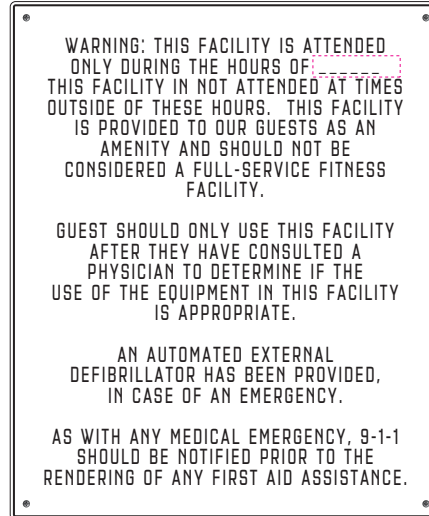 WARNING: THIS FACILITY IS ATTENDED
ONLY DURING THE HOURS OF ______
THIS FACILITY IN NOT ATTENDED AT TIMES
OUTSIDE OF THESE HOURS. THIS FACILITY
IS PROVIDED TO OUR GUESTS AS AN
AMENITY AND SHOULD NOT BE
CONSIDERED A FULL-SERVICE FITNESS
FACILITY.
GUEST SHOULD ONLY USE THIS FACILITY
AFTER THEY HAVE CONSULTED A
PHYSICIAN TO DETERMINE IF THE
USE OF THE EQUIPMENT IN THIS FACILITY
IS APPROPRIATE.
AN AUTOMATED EXTERNAL
DEFIBRILLATOR HAS BEEN PROVIDED,
IN CASE OF AN EMERGENCY.
AS WITH ANY MEDICAL EMERGENCY, 9-1-1
SHOULD BE NOTIFIED PRIOR TO THE
RENDERING OF ANY FIRST AID ASSISTANCE.